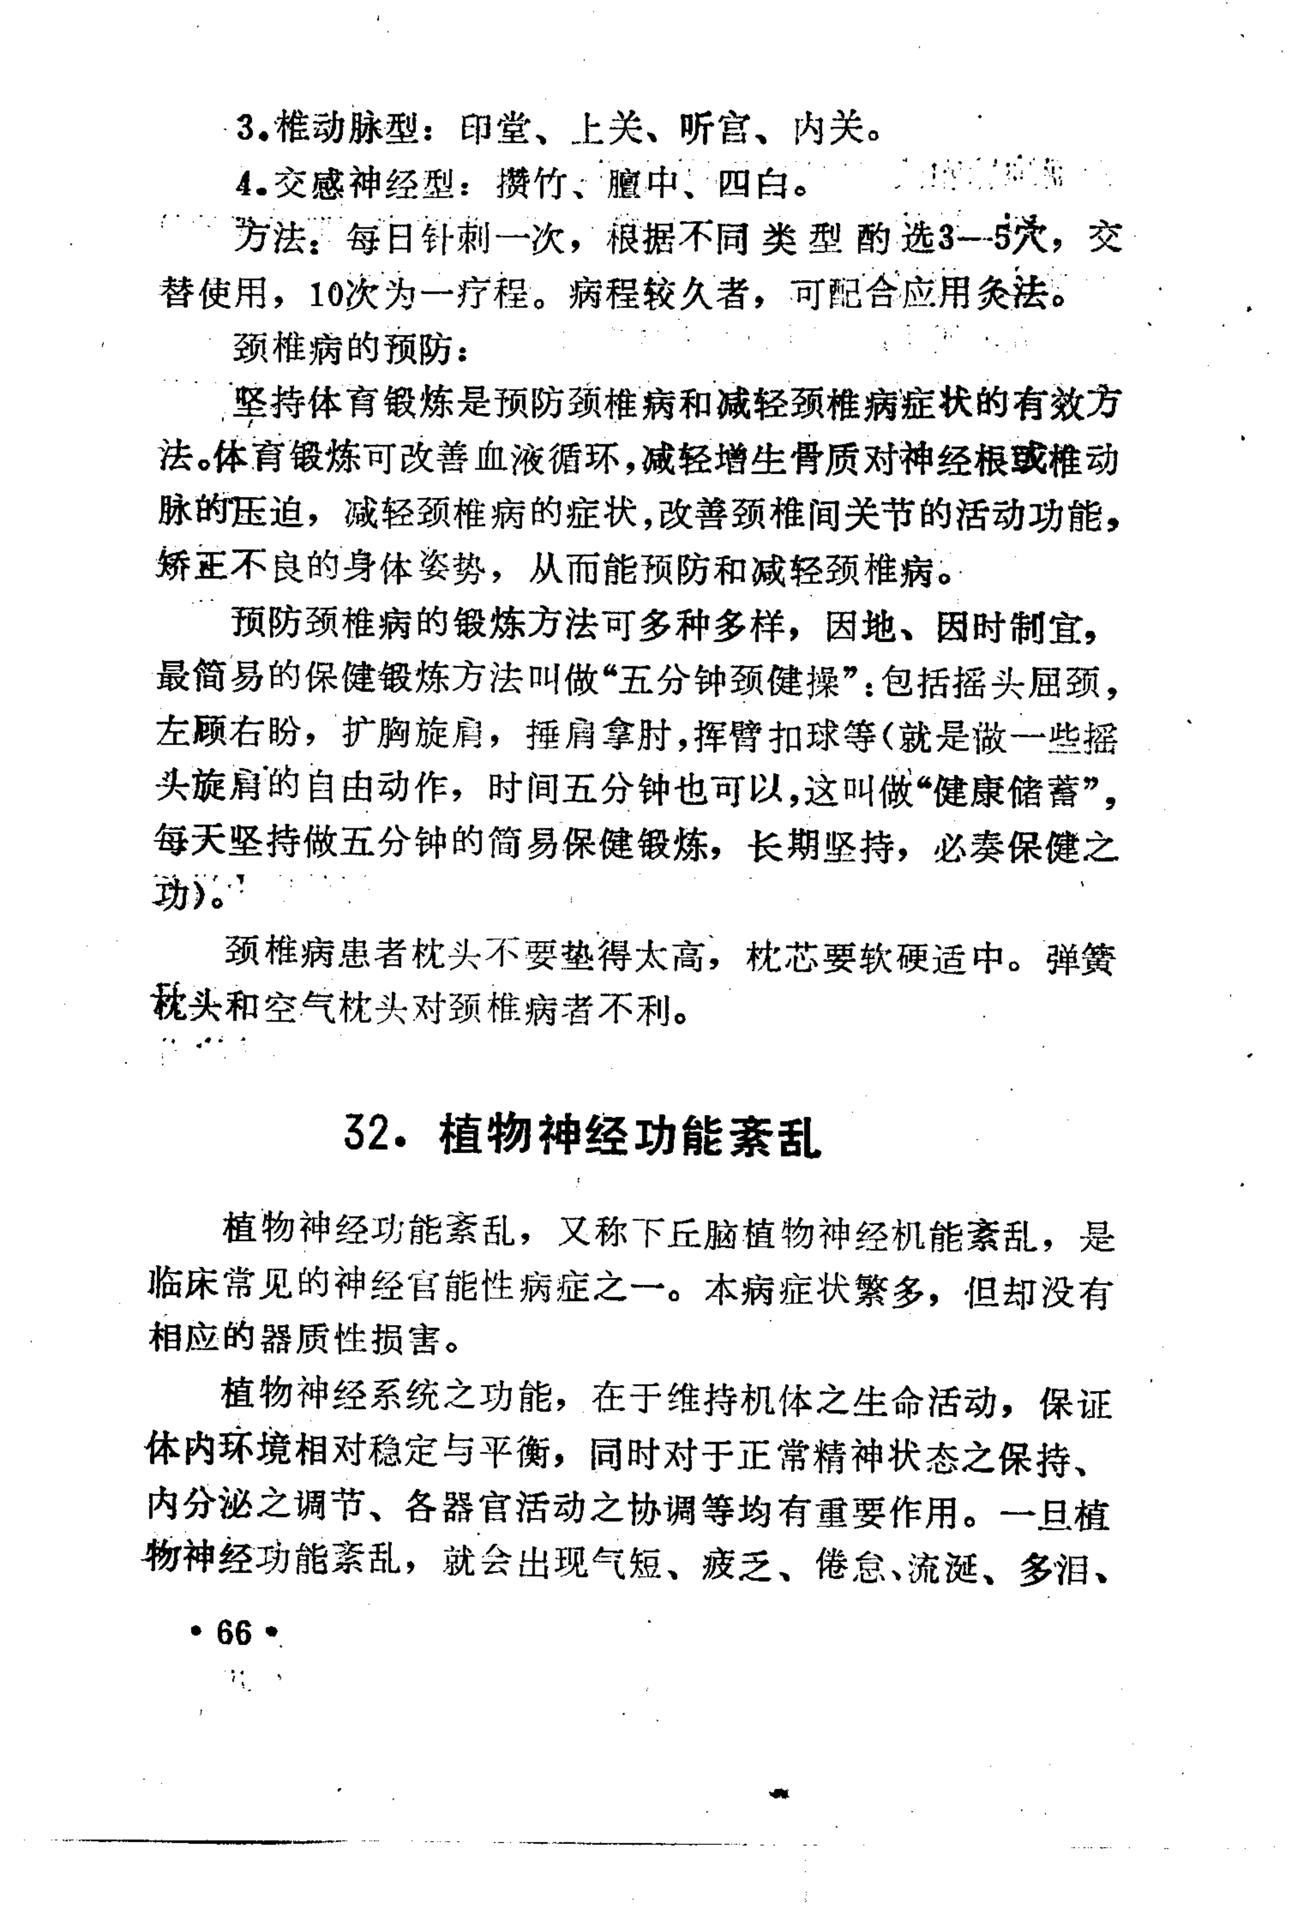 3.椎动脉型：印堂、上关、听宫、内关。
4.交感神经型：攒竹、膻中、四白。
方法：每日针刺一次，根据不同类型酌选3—5穴，交
替使用，10次为一疗程。病程较久者，可配合应用灸法。
颈椎病的预防：
坚持体育锻炼是预防颈椎病和减轻颈椎病症状的有效方
法。体育锻炼可改善血液循环，减轻增生骨质对神经根或椎动
脉的压迫，减轻颈椎病的症状，改善颈椎间关节的活动功能，
矫正不良的身体姿势，从而能预防和减轻颈椎病。
预防颈椎病的锻炼方法可多种多样，因地、因时制宜，
最简易的保健锻炼方法叫做“五分钟颈健操”：包括摇头屈颈，
左顾右盼，扩胸旋肩，捶肩拿肘，挥臂扣球等（就是做一些摇
头旋肩的自由动作，时间五分钟也可以，这叫做“健康储蓄”，
每天坚持做五分钟的简易保健锻炼，长期坚持，必奏保健之
功）。
颈椎病患者枕头不要垫得太高，枕芯要软硬适中。弹簧
枕头和空气枕头对颈椎病者不利。
32．植物神经功能紊乱
植物神经功能紊乱，又称下丘脑植物神经机能紊乱，是
临床常见的神经官能性病症之一。本病症状繁多，但却没有
相应的器质性损害。
植物神经系统之功能，在于维持机体之生命活动，保证
体内环境相对稳定与平衡，同时对于正常精神状态之保持、
内分泌之调节、各器官活动之协调等均有重要作用。一旦植
物神经功能紊乱，就会出现气短、疲乏、倦怠、流涎、多泪、
•66•